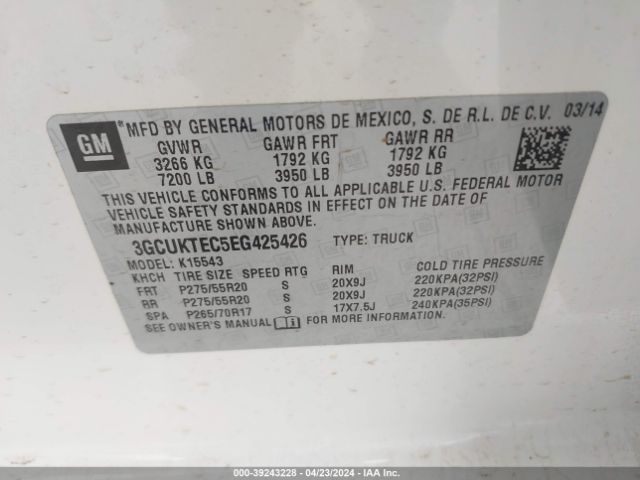 GM ® MFD BY GENERAL MOTORS DE MEXICO, S. DE R.L. DE C.V. 03/14
GVWR GAWR FRT GAWR RR
3266 KG 1792 KG 1792 KG
7200 LB 3950 LB 3950 LB
THIS VEHICLE CONFORMS TO ALL APPLICABLE U.S. FEDERAL MOTOR
VEHICLE SAFETY STANDARDS IN EFFECT ON THE DATE OF
MANUFACTURE SHOWN ABOVE.
3GCUKTEC5EG425426 TYPE: TRUCK
MODEL: K15543
KHCH TIRE SIZE SPEED RTG RIM COLD TIRE PRESSURE
FRT P275/55R20 S 20X9J 220KPA(32PSI)
RR P275/55R20 S 20X9J 220KPA(32PSI)
SPA P265/70R17 S 17X7.5J 240KPA(35PSI)
SEE OWNER'S MANUAL FOR MORE INFORMATION.
000-39243228 - 04/23/2024 - IAA Inc.